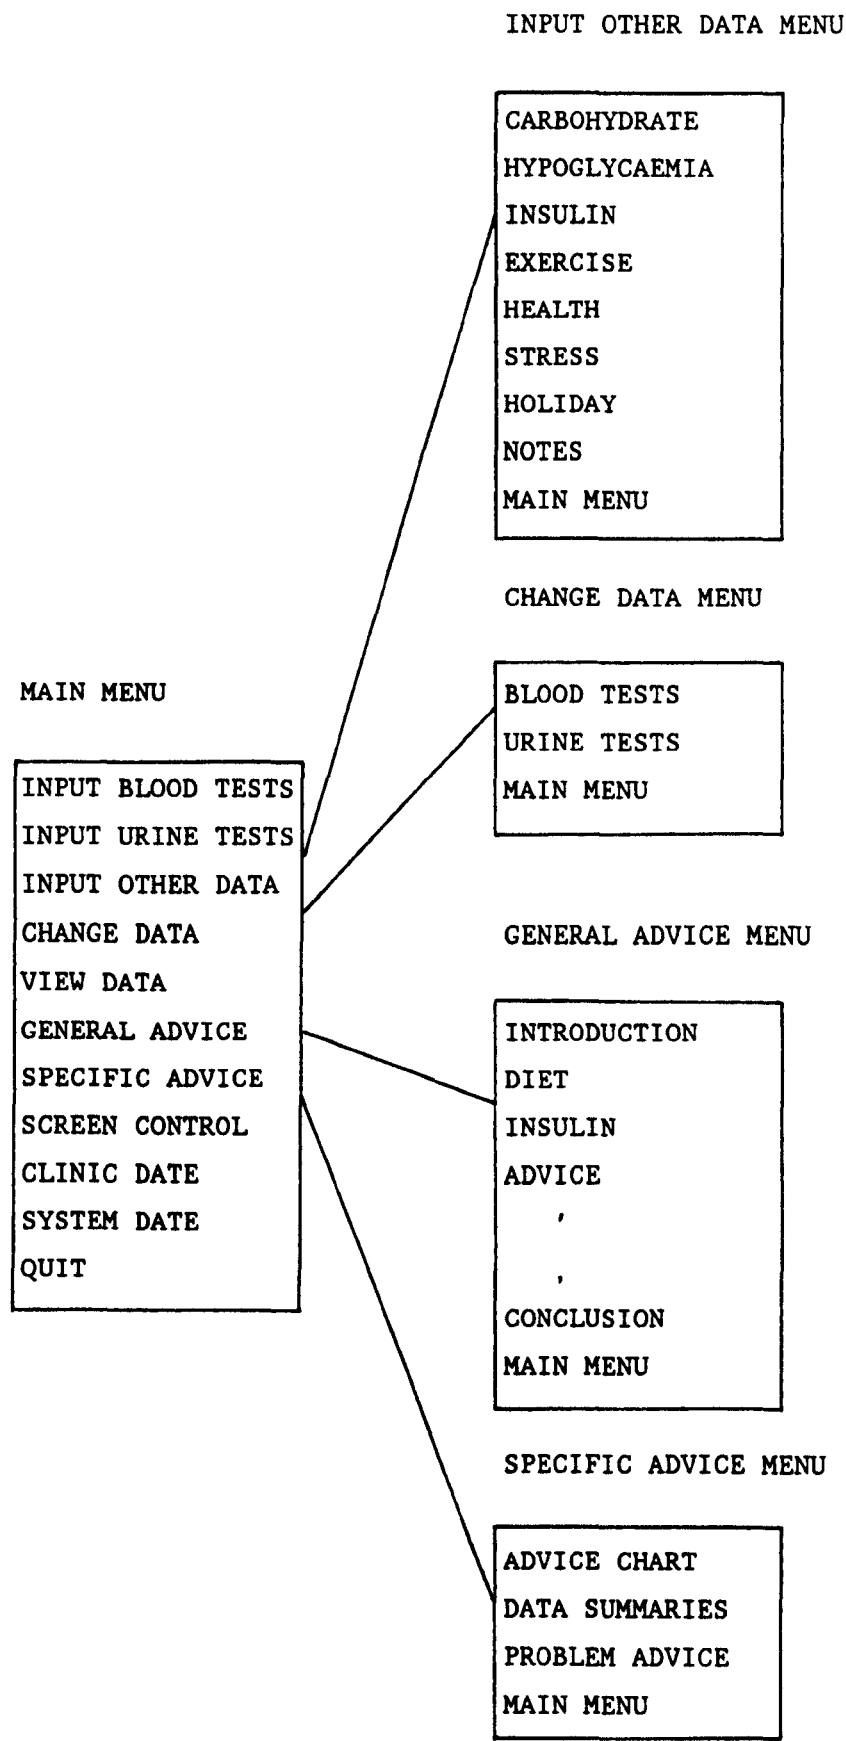 INPUT OTHER DATA MENU
CARBOHYDRATE
HYPOGLYCAEMIA
INSULIN
EXERCISE
HEALTH
STRESS
HOLIDAY
NOTES
MAIN MENU
CHANGE DATA MENU
BLOOD TESTS
URINE TESTS
MAIN MENU
MAIN MENU
INPUT BLOOD TESTS
INPUT URINE TESTS
INPUT OTHER DATA
CHANGE DATA
VIEW DATA
GENERAL ADVICE
SPECIFIC ADVICE
SCREEN CONTROL
CLINIC DATE
SYSTEM DATE
QUIT
GENERAL ADVICE MENU
INTRODUCTION
DIET
INSULIN
ADVICE
,
,
CONCLUSION
MAIN MENU
SPECIFIC ADVICE MENU
ADVICE CHART
DATA SUMMARIES
PROBLEM ADVICE
MAIN MENU